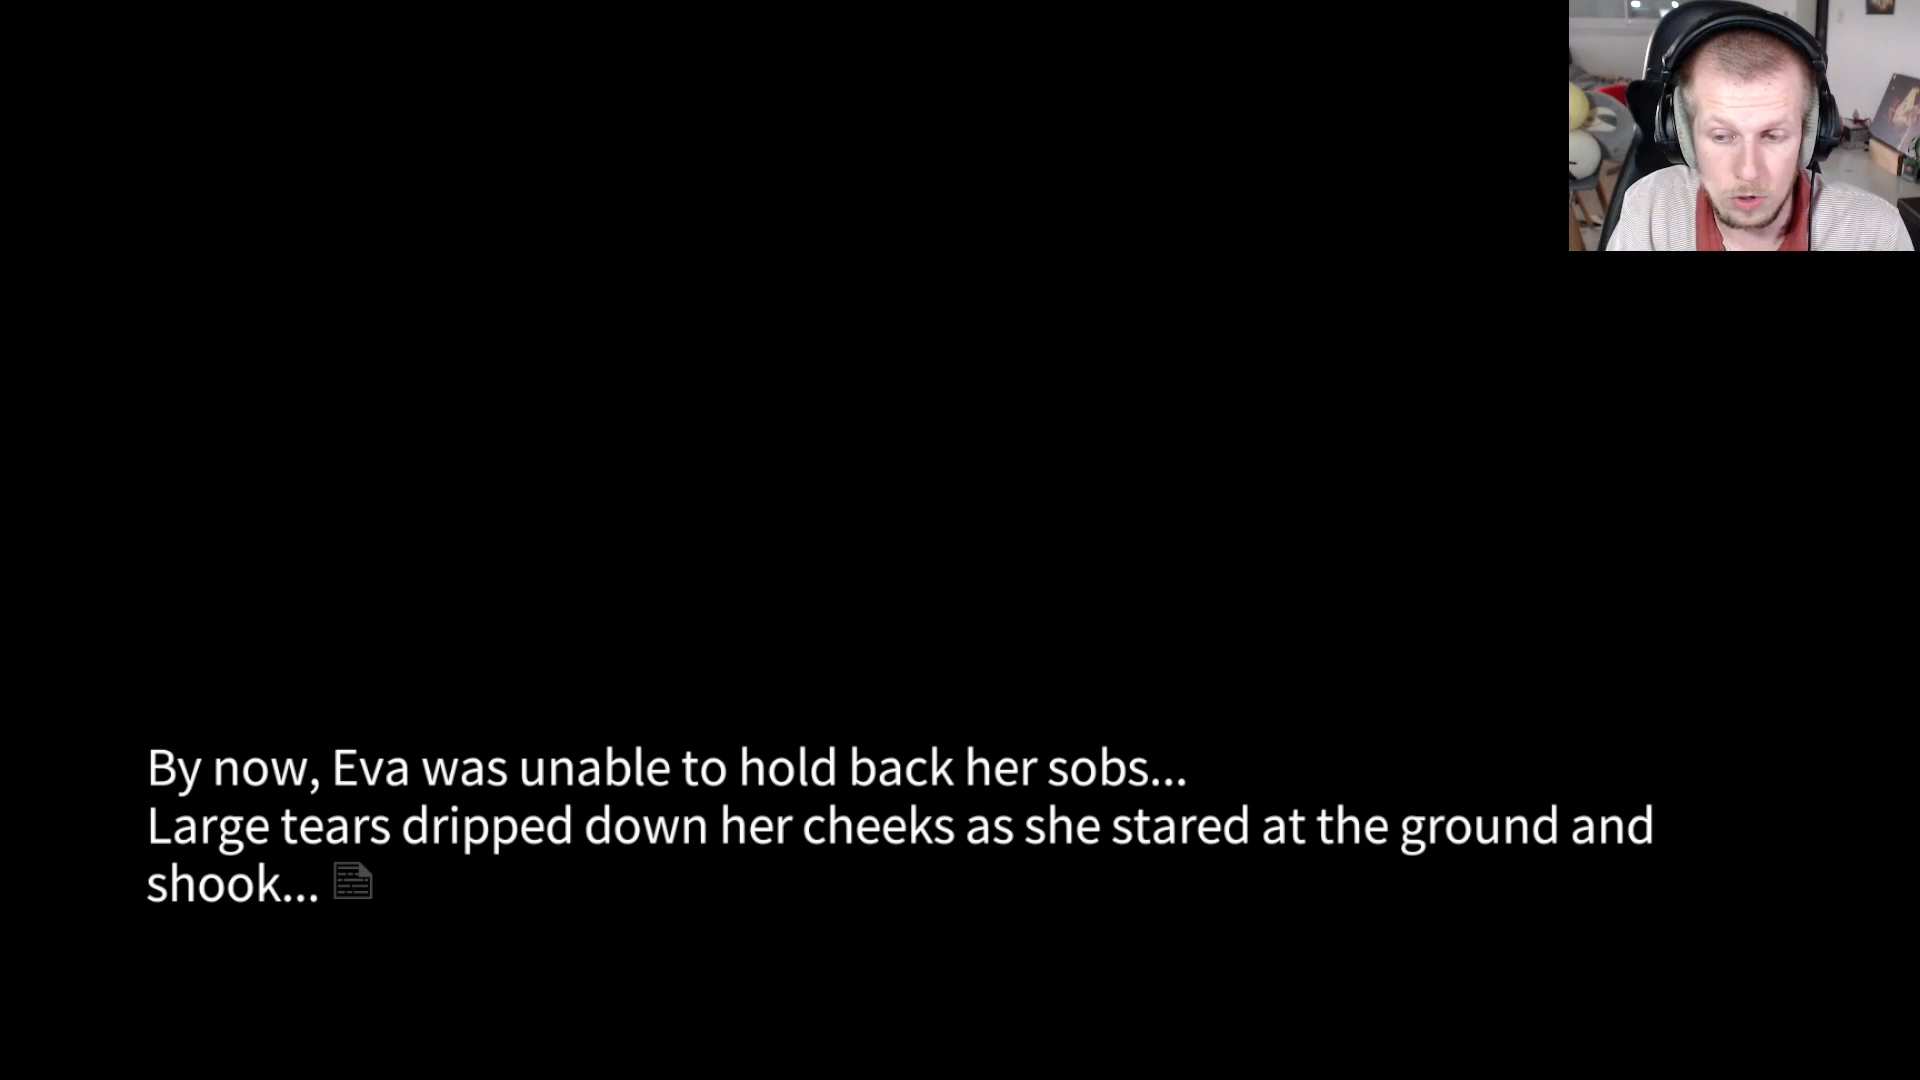 By now, Eva was unable to hold back her sobs...
Large tears dripped down her cheeks as she stared at the ground and
shook...